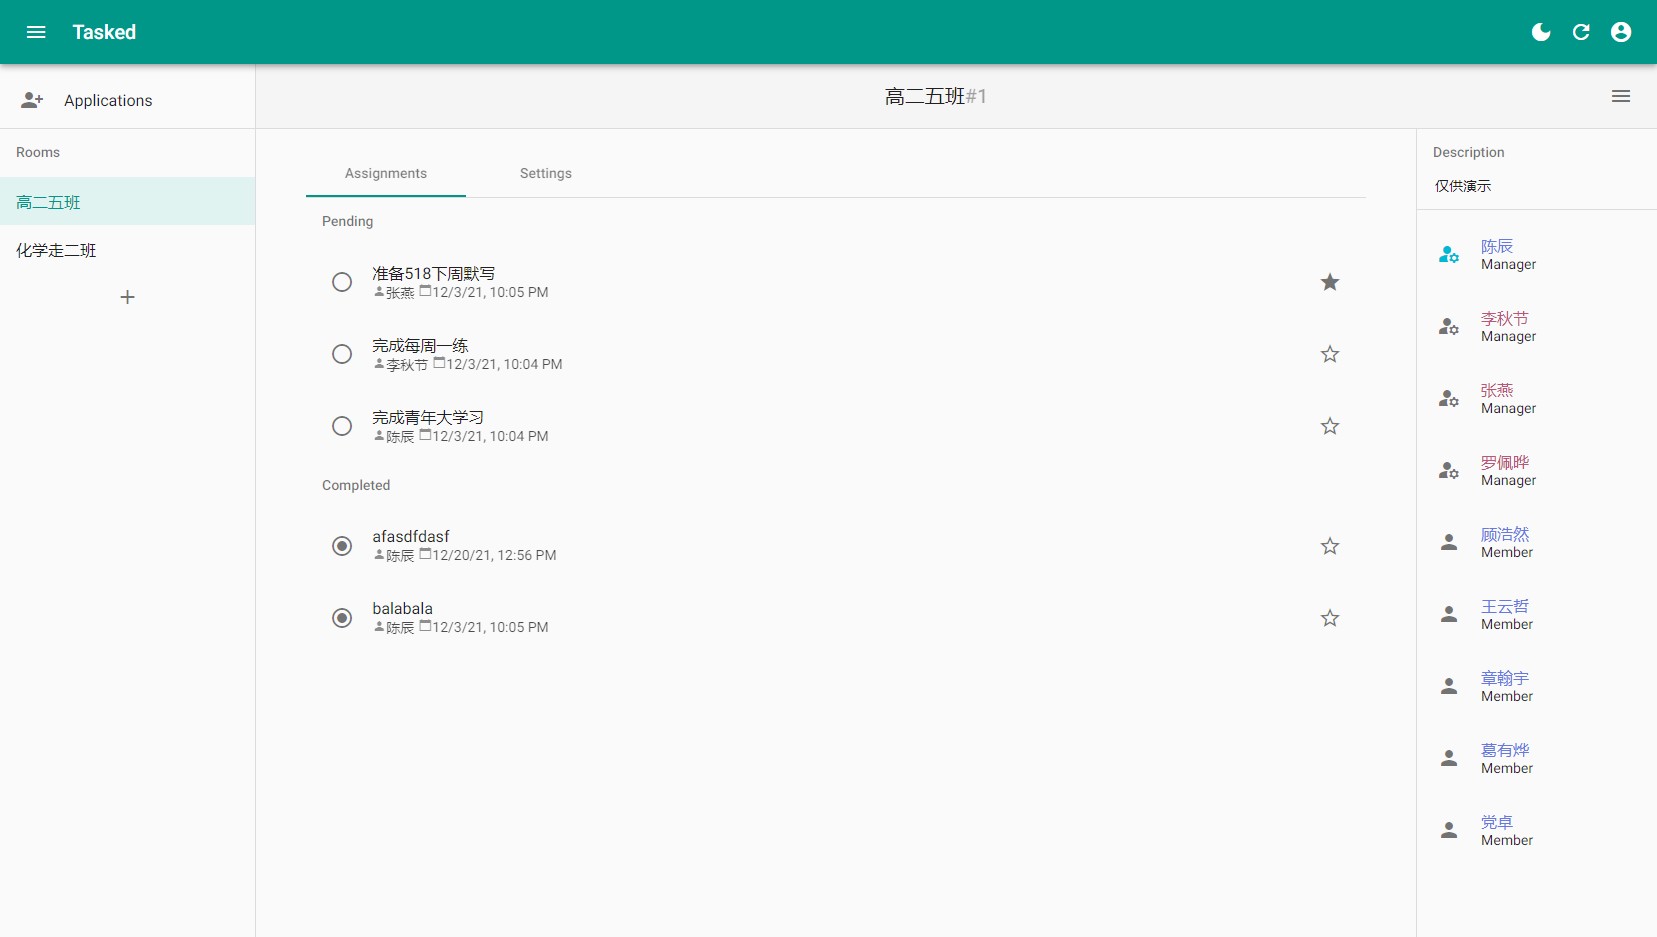 Tasked
Applications
高二五班#1
Rooms
高二五班
化学走二班
Assignments
Settings
Pending
准备518下周默写
张燕 12/3/21, 10:05 PM
完成每周一练
李秋节 12/3/21, 10:04 PM
完成青年大学习
陈辰 12/3/21, 10:04 PM
Completed
afasdfdasf
陈辰 12/20/21, 12:56 PM
balabala
陈辰 12/3/21, 10:05 PM
Description
仅供演示
陈辰
Manager
李秋节
Manager
张燕
Manager
罗佩晔
Manager
顾浩然
Member
王云哲
Member
章翰宇
Member
葛有烨
Member
党卓
Member